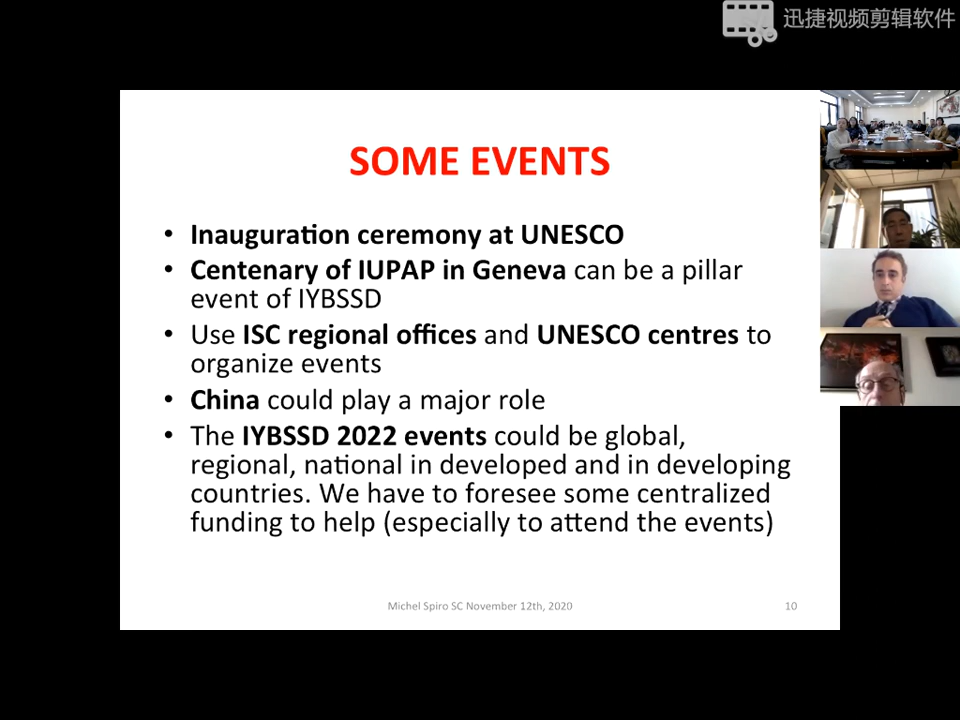 迅捷视频剪辑软件
SOME EVENTS
• Inauguration ceremony at UNESCO
• Centenary of IUPAP in Geneva can be a pillar
event of IYBSSD
• Use ISC regional offices and UNESCO centres to
organize events
• China could play a major role
• The IYBSSD 2022 events could be global,
regional, national in developed and in developing
countries. We have to foresee some centralized
funding to help (especially to attend the events)
Michel Spiro SC November 12th, 2020
10